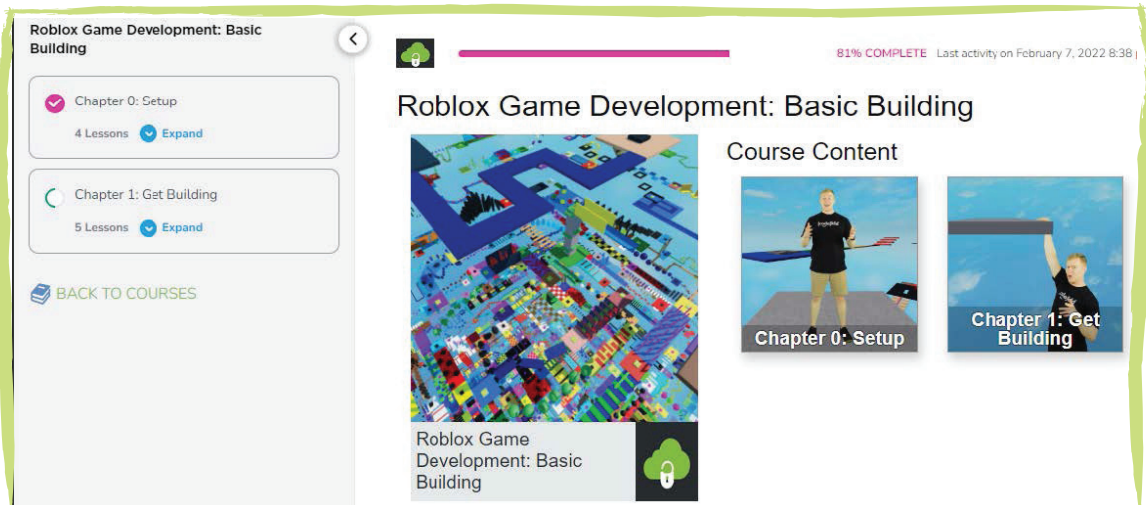 Roblox Game Development: Basic
Building
Chapter 0: Setup
4 Lessons Expand
Chapter 1: Get Building
5 Lessons Expand
BACK TO COURSES
81% COMPLETE Last activity on February 7, 2022 8:38
Roblox Game Development: Basic Building
Course Content
Chapter 0: Setup
Chapter 1: Get
Building
Roblox Game
Development: Basic
Building